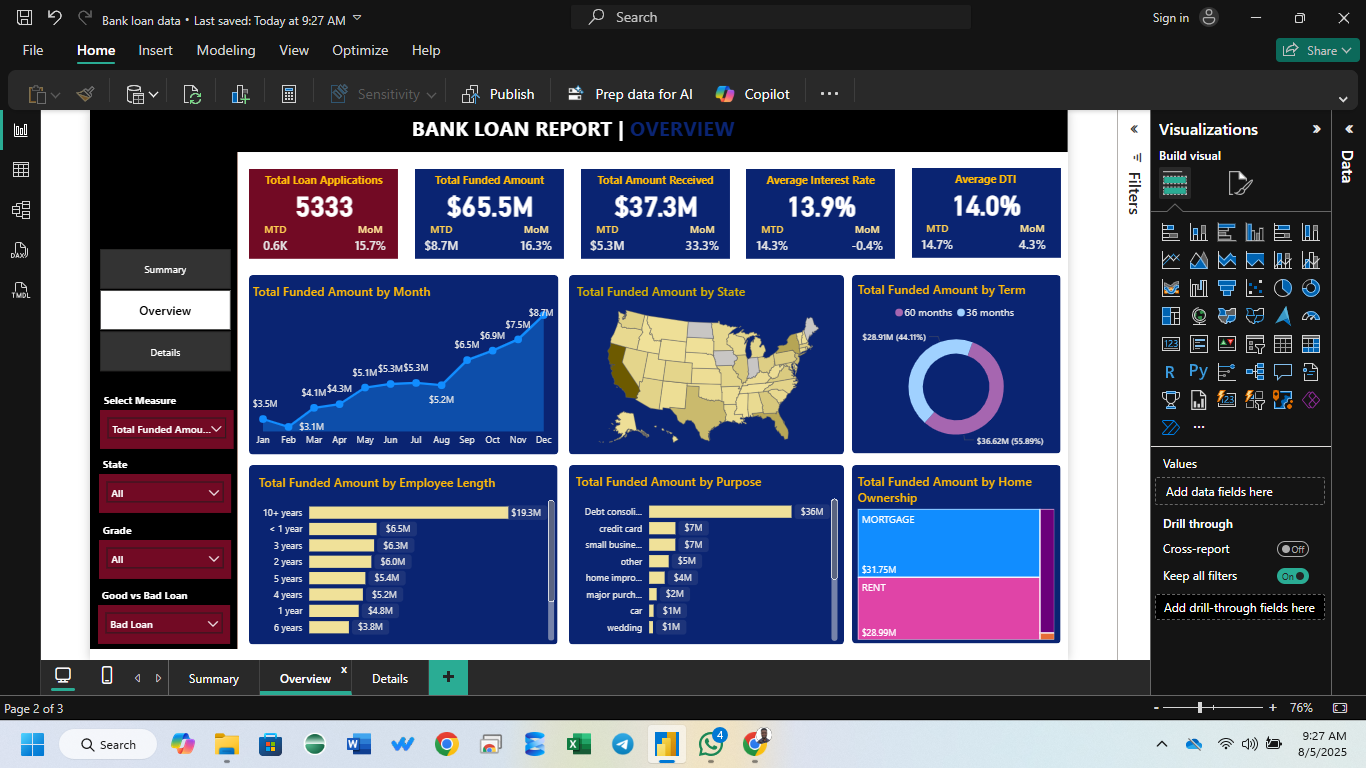 Bank loan data • Last saved: Today at 9:27 AM
Search
Sign in
File
Home
Insert
Modeling
View
Optimize
Help
Share
Sensitivity
Publish
Prep data for AI
Copilot
BANK LOAN REPORT | OVERVIEW
Total Loan Applications
5333
MTD MoM
0.6K 15.7%
Total Funded Amount
$65.5M
MTD MoM
$8.7M 16.3%
Total Amount Received
$37.3M
MTD MoM
$5.3M 33.3%
Average Interest Rate
13.9%
MTD MoM
14.3% -0.4%
Average DTI
14.0%
MTD MoM
14.7% 4.3%
Summary
Overview
Details
Select Measure
Total Funded Amou...
State
All
Grade
All
Good vs Bad Loan
Bad Loan
Total Funded Amount by Month
$3.5M $3.1M $4.1M $4.3M $5.1M $5.3M $5.3M $5.2M $6.5M $6.9M $7.5M $8.7M
Jan Feb Mar Apr May Jun Jul Aug Sep Oct Nov Dec
Total Funded Amount by State
Total Funded Amount by Term
60 months 36 months
$28.91M (44.11%)
$36.62M (55.89%)
Total Funded Amount by Employee Length
10+ years $19.3M
< 1 year $6.5M
3 years $6.3M
2 years $6.0M
5 years $5.4M
4 years $5.2M
1 year $4.8M
6 years $3.8M
Total Funded Amount by Purpose
Debt consoli... $36M
credit card $7M
small busine... $7M
other $5M
home impro... $4M
major purch... $2M
car $1M
wedding $1M
Total Funded Amount by Home
Ownership
MORTGAGE
$31.75M
RENT
$28.99M
Filters
Visualizations
Build visual
R
Py
123
Values
Add data fields here
Drill through
Cross-report
Off
Keep all filters
On
Add drill-through fields here
Data
DAX
TMDL
Summary
Overview x
Details
+
Page 2 of 3
- + 76%
Search
4
9:27 AM
8/5/2025